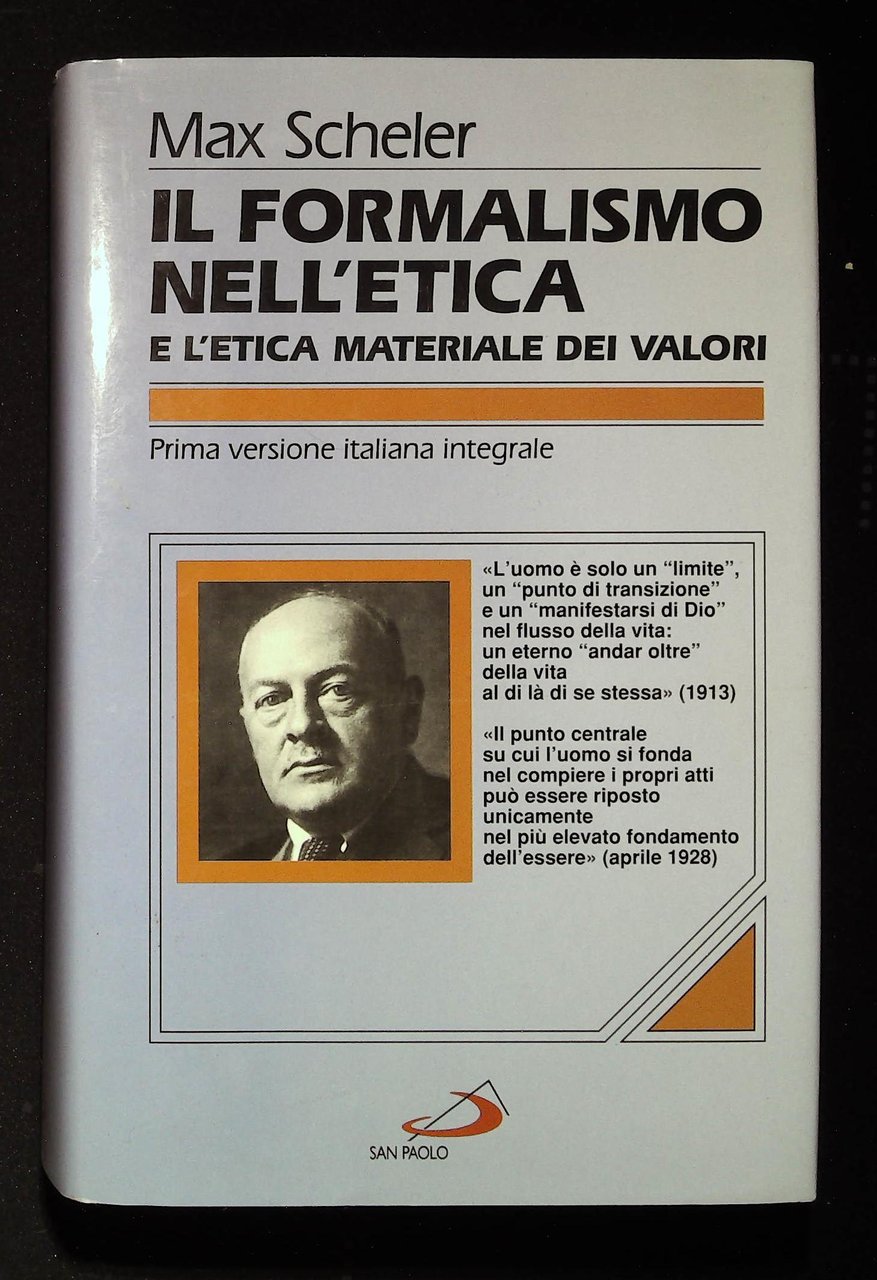 Max Scheler
IL FORMALISMO
NELL'ETICA
E L'ETICA MATERIALE DEI VALORI
Prima versione italiana integrale
«L'uomo è solo un “limite”,
un “punto di transizione”
e un “manifestarsi di Dio”
nel flusso della vita:
un eterno “andar oltre”
della vita
al di là di se stessa» (1913)
«Il punto centrale
su cui l'uomo si fonda
nel compiere i propri atti
può essere riposto
unicamente
nel più elevato fondamento
dell'essere» (aprile 1928)
SAN PAOLO